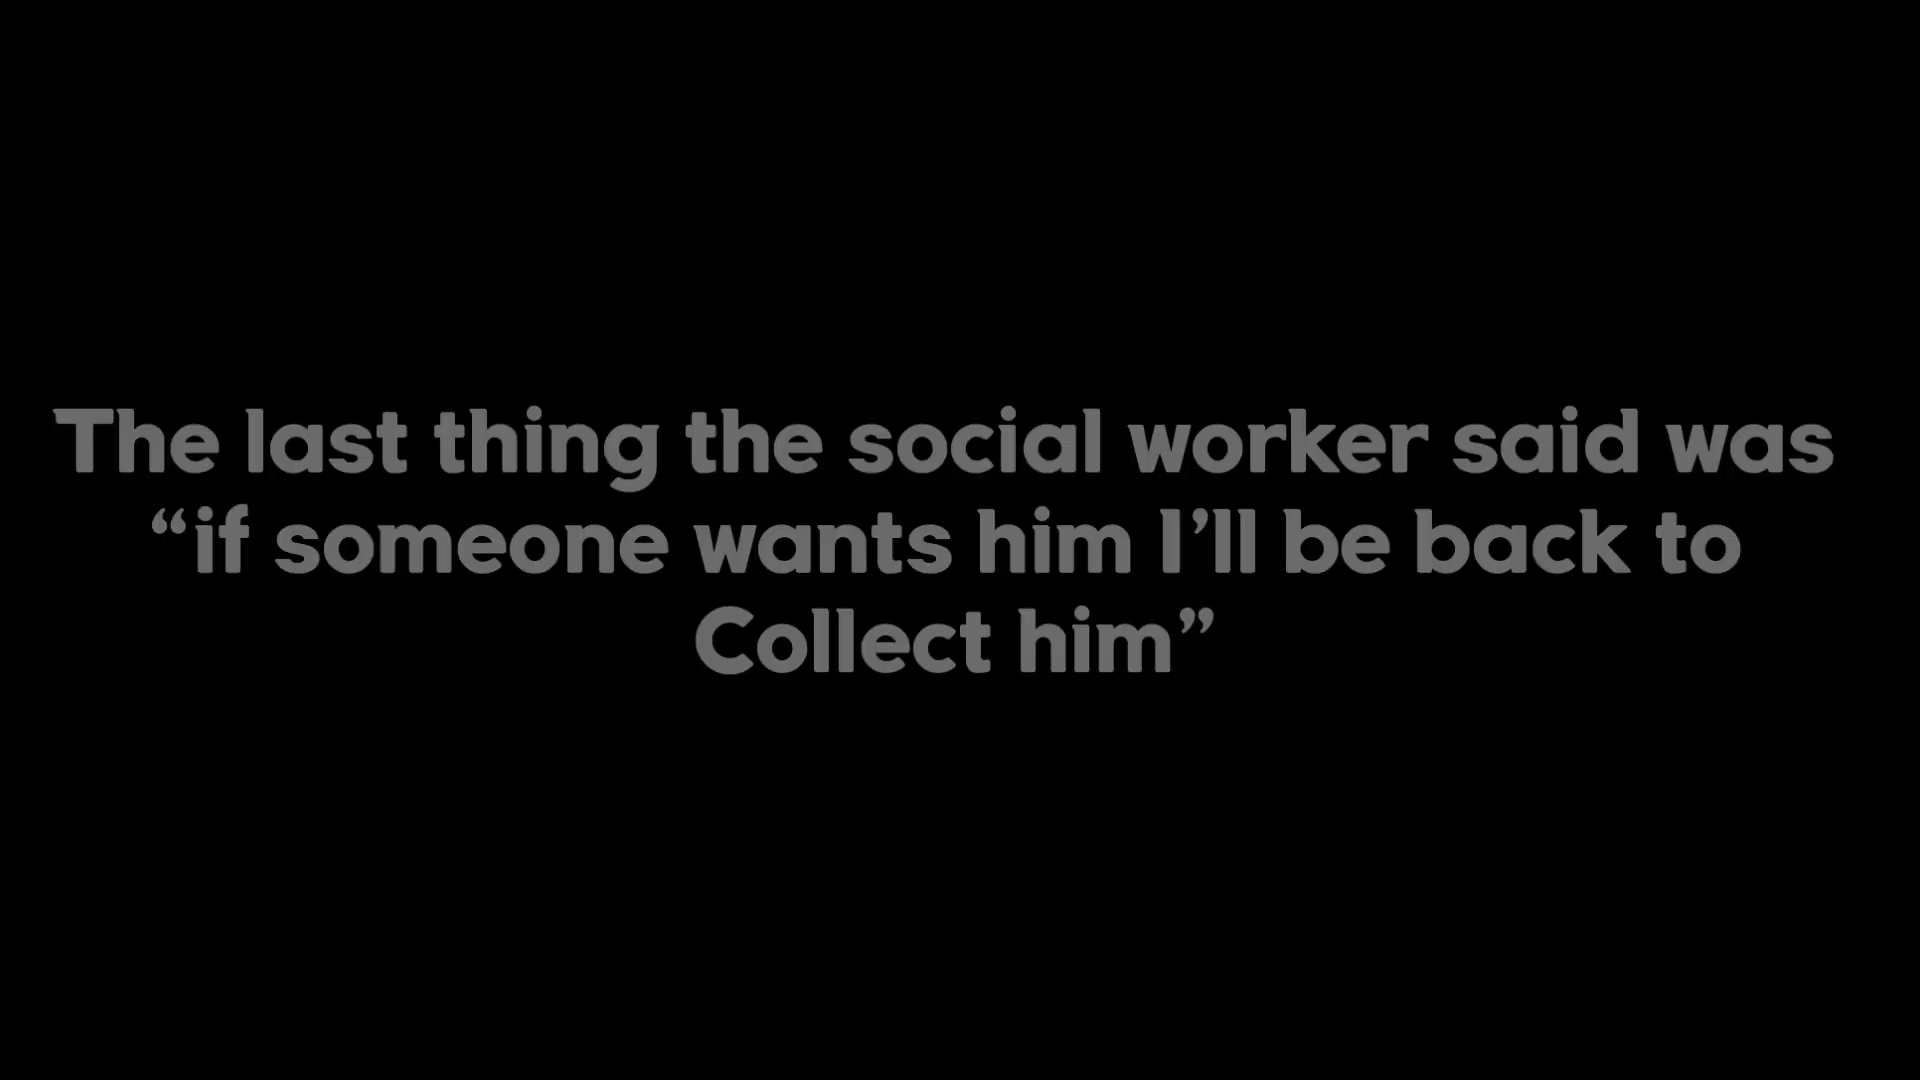 The last thing the social worker said was
“if someone wants him I’ll be back to
Collect him”